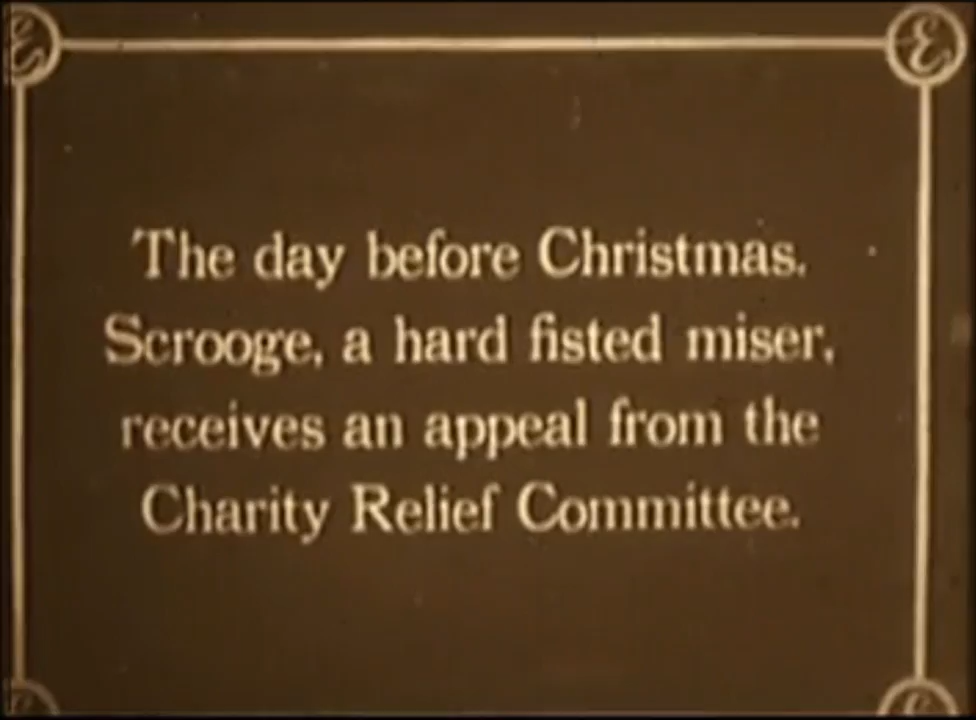 The day before Christmas.
Scrooge, a hard fisted miser,
receives an appeal from the
Charity Relief Committee.